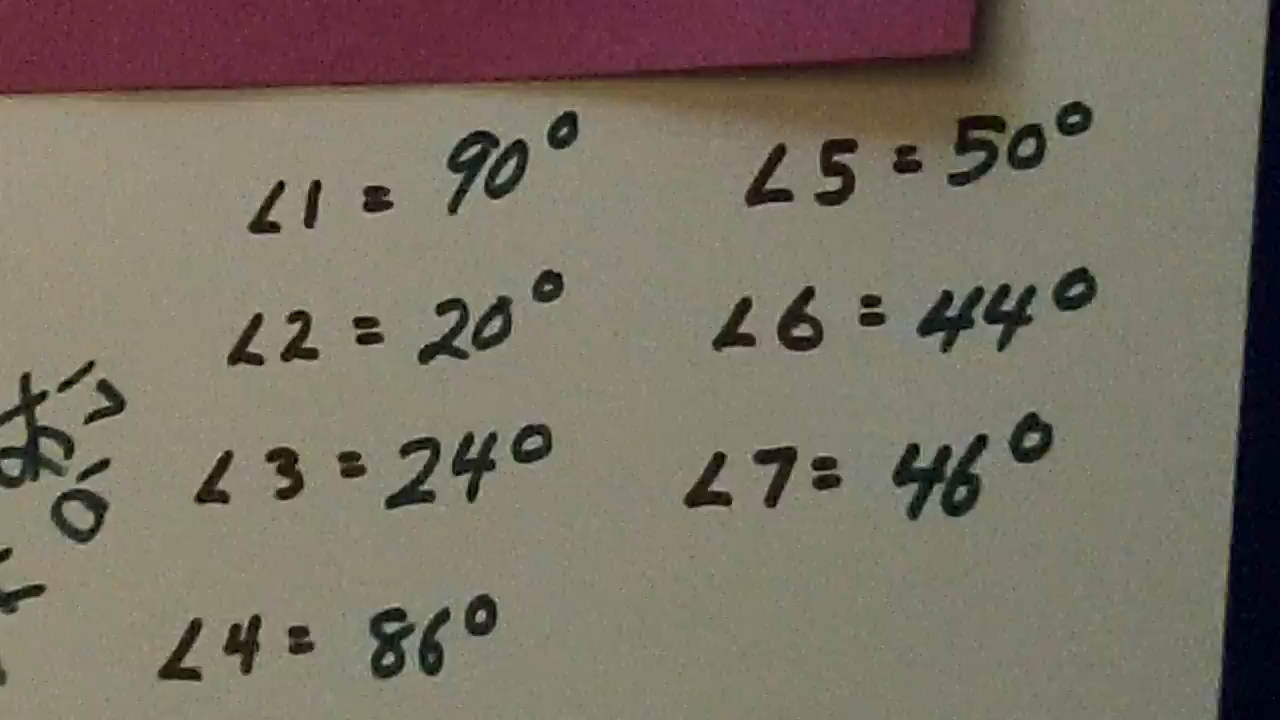 ∠1 = 90°
∠2 = 20°
∠3 = 24°
∠4 = 86°
∠5 = 50°
∠6 = 44°
∠7 = 46°